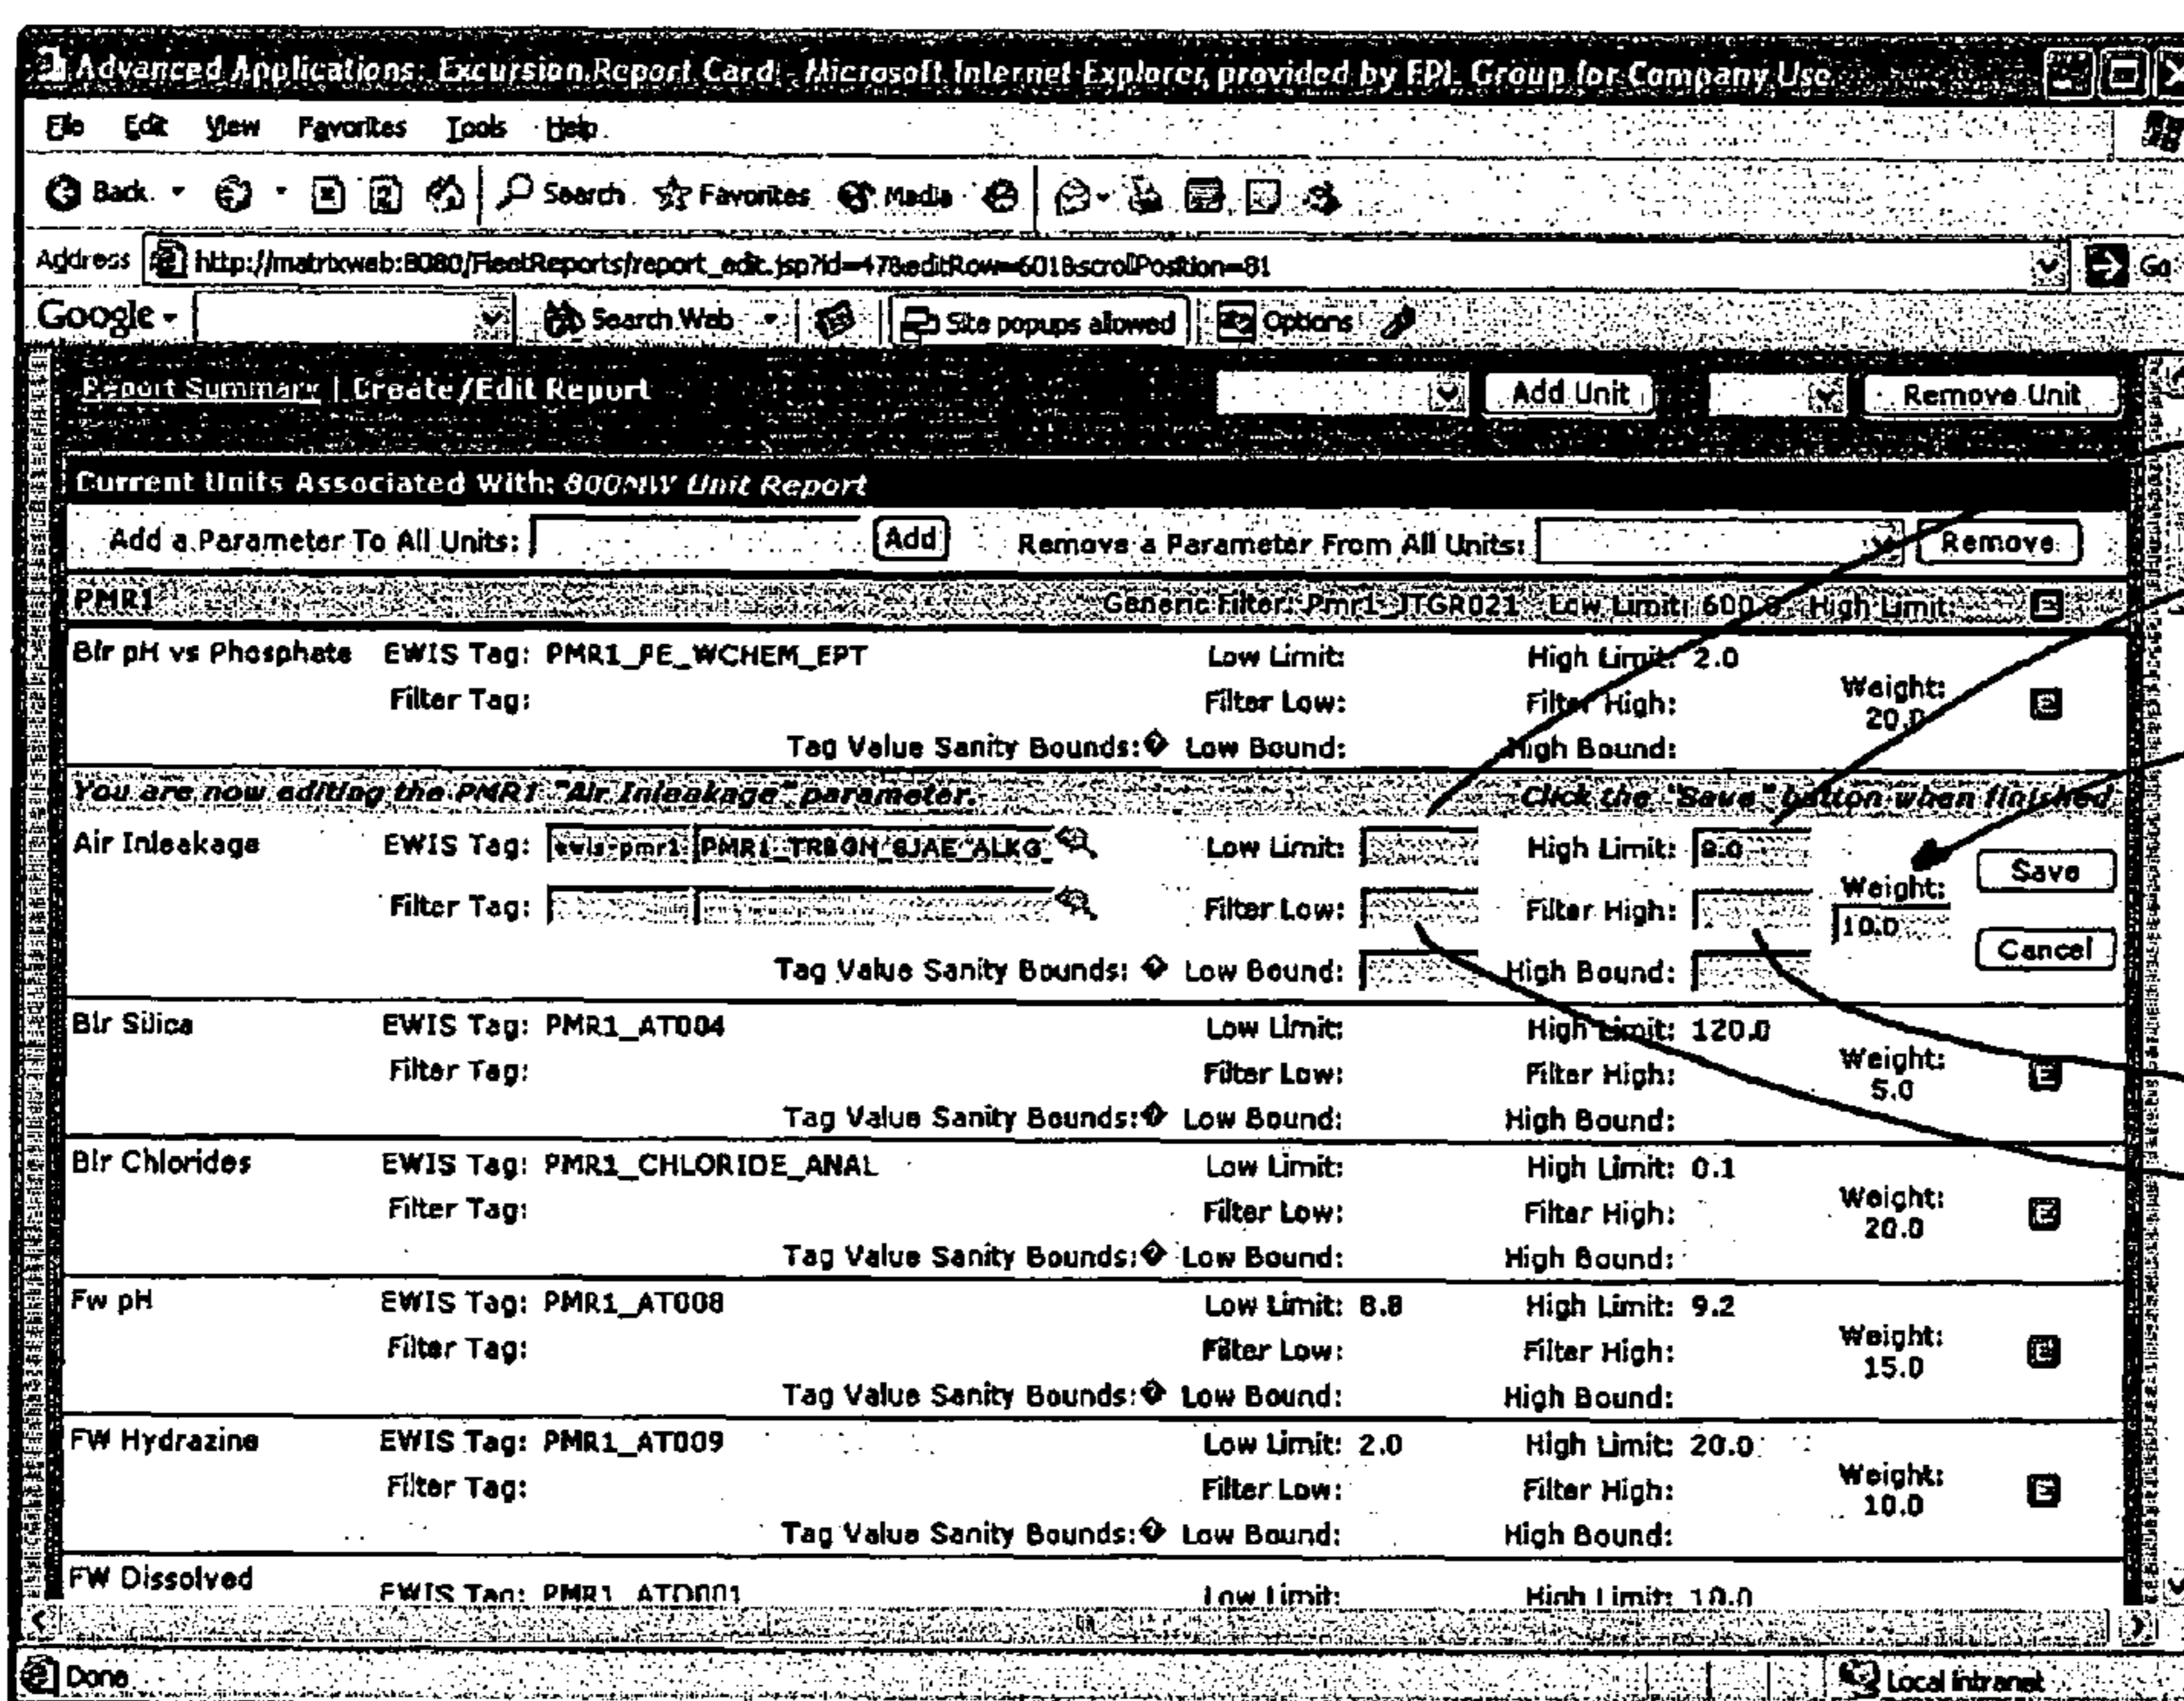 Advanced Applications: Excursion Report Card - Microsoft Internet Explorer, provided by FPL Group for Company Use
File Edit View Favorites Tools Help
Back Search Favorites Media
Address http://matrixweb:8080/FleetReports/report_edit.jsp?id=47&editRow=601&scrollPosition=81 Go
Google Search Web Site popups allowed Options
Report Summary | Create/Edit Report Add Unit Remove Unit
Current Units Associated With: 800MW Unit Report
Add a Parameter To All Units: Add Remove a Parameter From All Units: Remove
PMR1 Generic Filter: Pmr1_JTGR021 Low Limit: 600.0 High Limit:
Blr pH vs Phosphate EWIS Tag: PMR1_PE_WCHEM_EPT Low Limit: High Limit: 2.0
Filter Tag: Filter Low: Filter High: Weight: 20.0
Tag Value Sanity Bounds:� Low Bound: High Bound:
You are now editing the PMR1 "Air Inleakage" parameter. Click the "Save" button when finished.
Air Inleakage EWIS Tag: ewis-pmr1- PMR1_TRBGN_SJAE_ALKG_ Low Limit: High Limit: Save
Filter Tag: Filter Low: Filter High: Weight: 10.0
Tag Value Sanity Bounds: � Low Bound: High Bound: Cancel
Blr Silica EWIS Tag: PMR1_AT004 Low Limit: High Limit: 120.0
Filter Tag: Filter Low: Filter High: Weight: 5.0
Tag Value Sanity Bounds:� Low Bound: High Bound:
Blr Chlorides EWIS Tag: PMR1_CHLORIDE_ANAL Low Limit: High Limit: 0.1
Filter Tag: Filter Low: Filter High: Weight: 20.0
Tag Value Sanity Bounds:� Low Bound: High Bound:
Fw pH EWIS Tag: PMR1_AT008 Low Limit: 8.8 High Limit: 9.2
Filter Tag: Filter Low: Filter High: Weight: 15.0
Tag Value Sanity Bounds:� Low Bound: High Bound:
FW Hydrazine EWIS Tag: PMR1_AT009 Low Limit: 2.0 High Limit: 20.0
Filter Tag: Filter Low: Filter High: Weight: 10.0
Tag Value Sanity Bounds:� Low Bound: High Bound:
FW Dissolved EWIS Tag: PMR1_ATD001 Low Limit: High Limit: 10.0
Done Local intranet